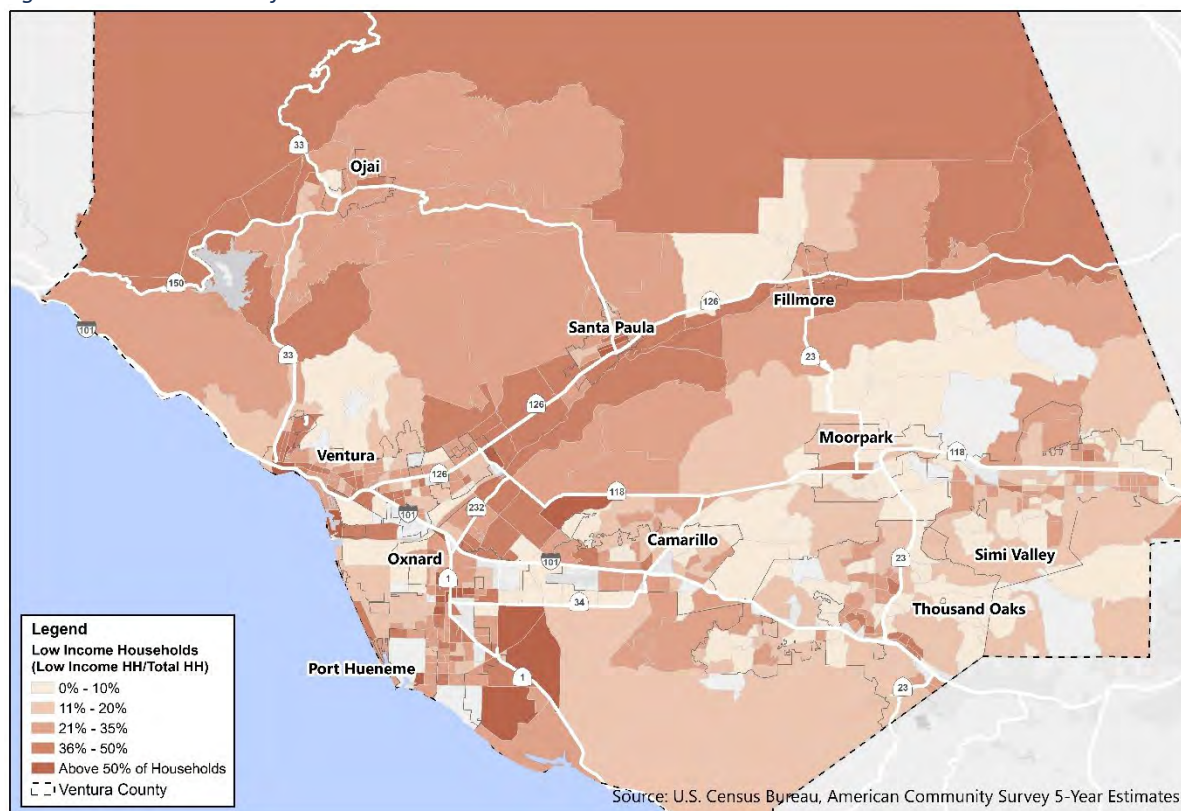 33
Ojai
150
126
Fillmore
Santa Paula
101
33
23
126
Moorpark
Ventura
118
126
118
232
101
Camarillo
Oxnard
101
Simi Valley
1
23
34
Thousand Oaks
Port Hueneme
1
23
Legend
Low Income Households
(Low Income HH/Total HH)
0% - 10%
11% - 20%
21% - 35%
36% - 50%
Above 50% of Households
Ventura County
Source: U.S. Census Bureau, American Community Survey 5-Year Estimates